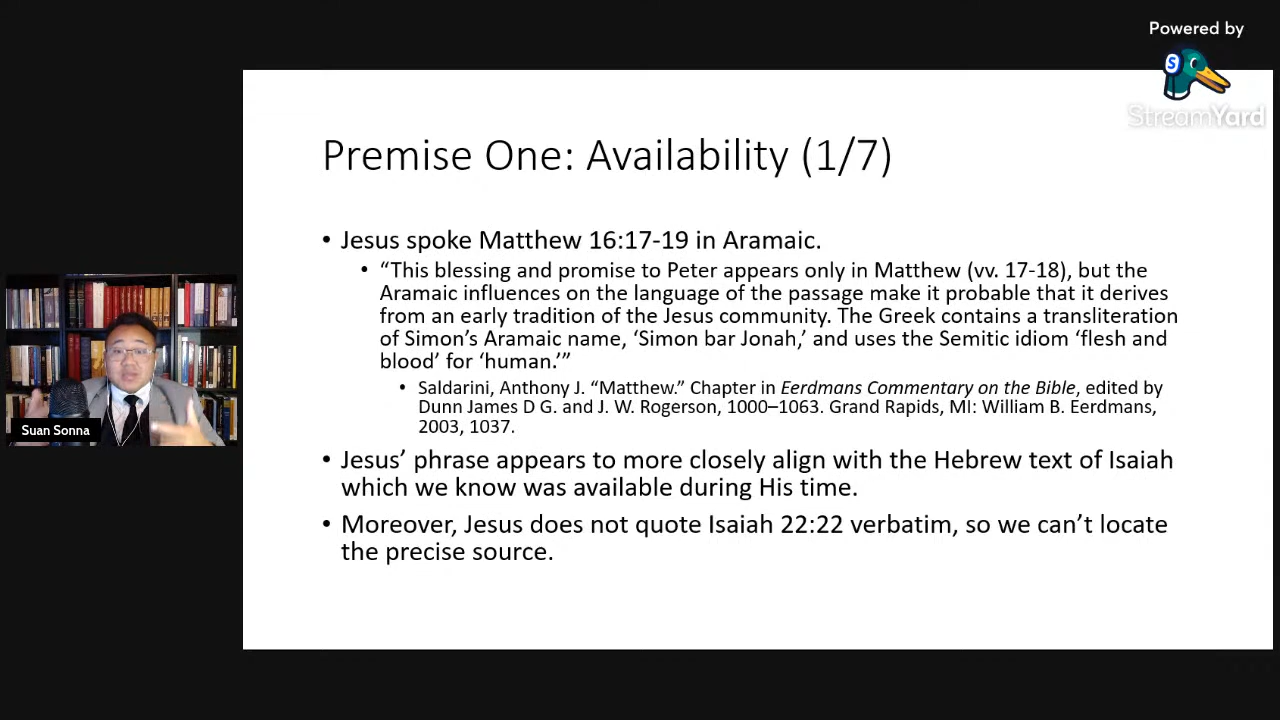 Powered by
S
StreamYard
Premise One: Availability (1/7)
• Jesus spoke Matthew 16:17-19 in Aramaic.
• “This blessing and promise to Peter appears only in Matthew (vv. 17-18), but the
Aramaic influences on the language of the passage make it probable that it derives
from an early tradition of the Jesus community. The Greek contains a transliteration
of Simon’s Aramaic name, ‘Simon bar Jonah,’ and uses the Semitic idiom ‘flesh and
blood’ for ‘human.’”
• Saldarini, Anthony J. “Matthew.” Chapter in Eerdmans Commentary on the Bible, edited by
Dunn James D G. and J. W. Rogerson, 1000–1063. Grand Rapids, MI: William B. Eerdmans,
2003, 1037.
• Jesus’ phrase appears to more closely align with the Hebrew text of Isaiah
which we know was available during His time.
• Moreover, Jesus does not quote Isaiah 22:22 verbatim, so we can’t locate
the precise source.
Suan Sonna